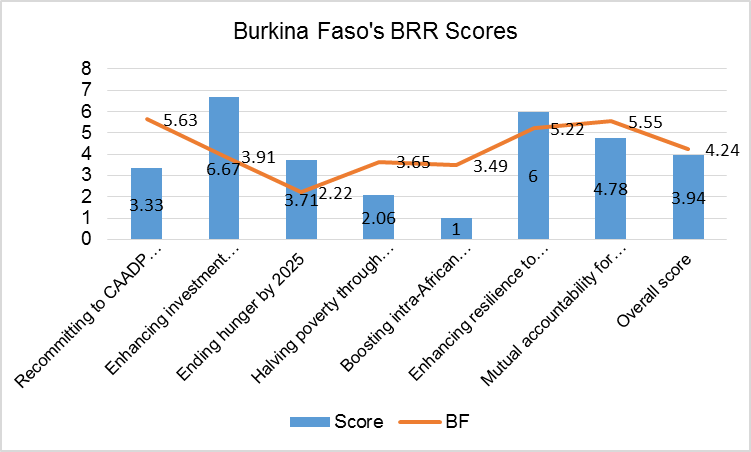 Burkina Faso's BRR Scores
8
7
6
5
4
3
2
1
0
5.63
3.91
2.22
3.65
3.49
5.22
5.55
4.24
3.33
6.67
3.71
2.06
1
6
4.78
3.94
Recommitting to CAADP…
Enhancing investment…
Ending hunger by 2025
Halving poverty through…
Boosting intra-African…
Enhancing resilience to…
Mutual accountability for…
Overall score
Score
BF